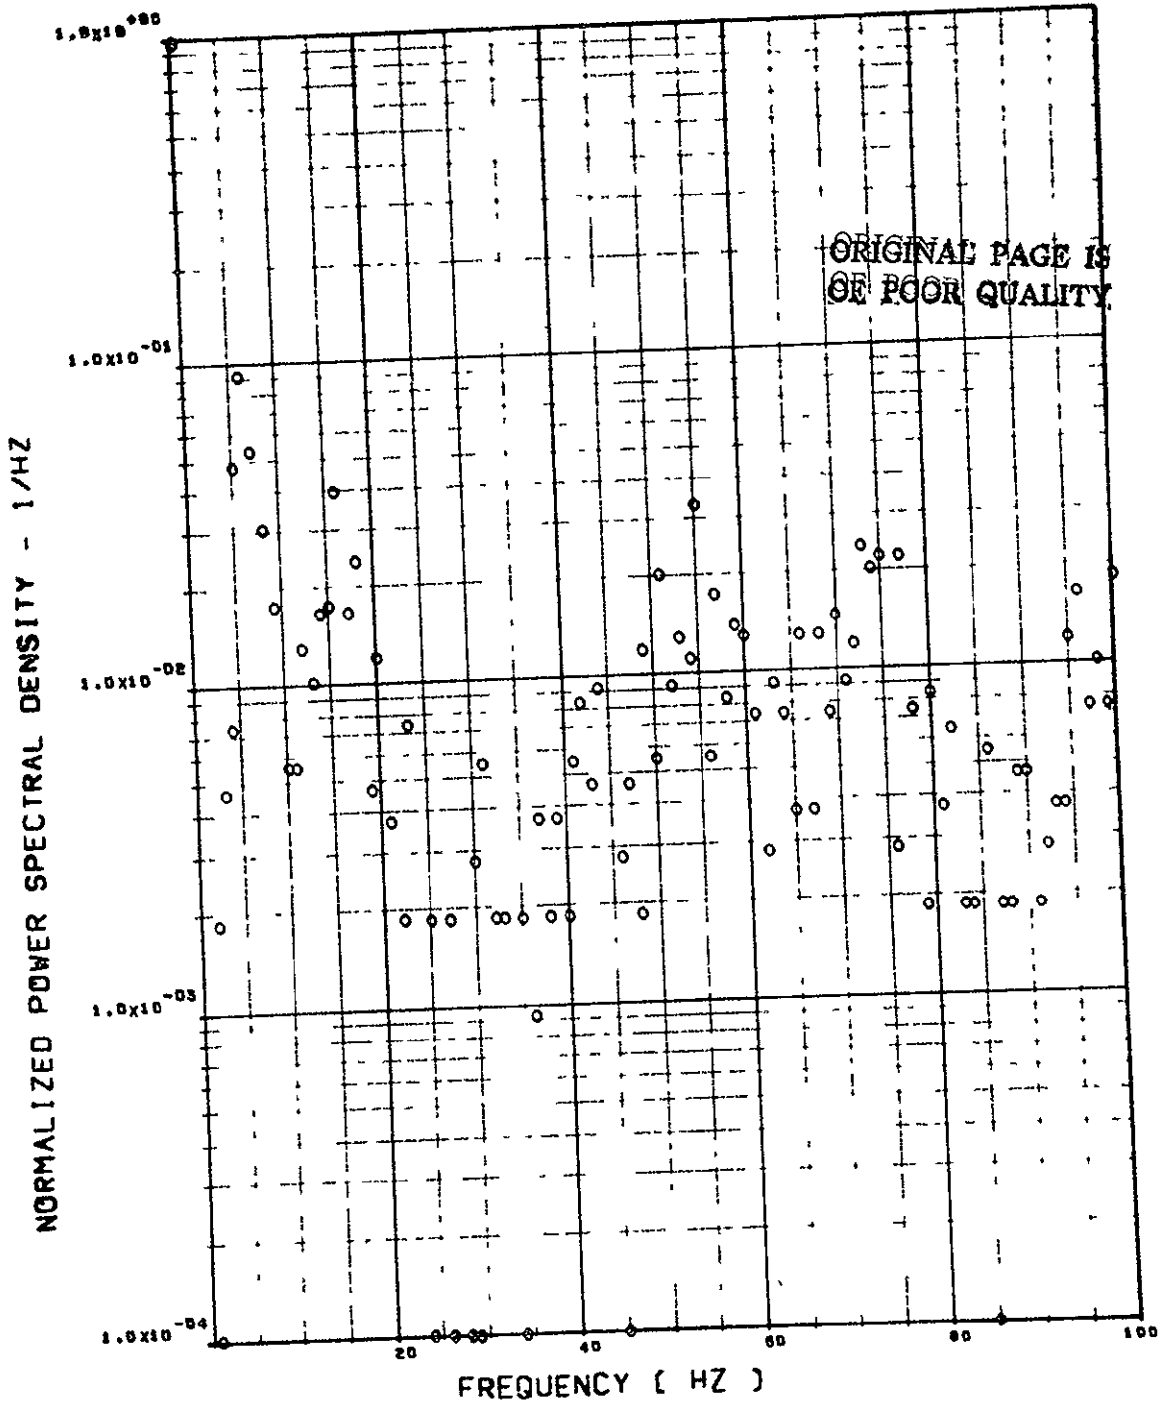 1.0x10+00
ORIGINAL PAGE IS
OF POOR QUALITY
1.0x10-01
NORMALIZED POWER SPECTRAL DENSITY - 1/HZ
1.0x10-02
1.0x10-03
1.0x10-04
20 40 60 80 100
FREQUENCY [ HZ ]